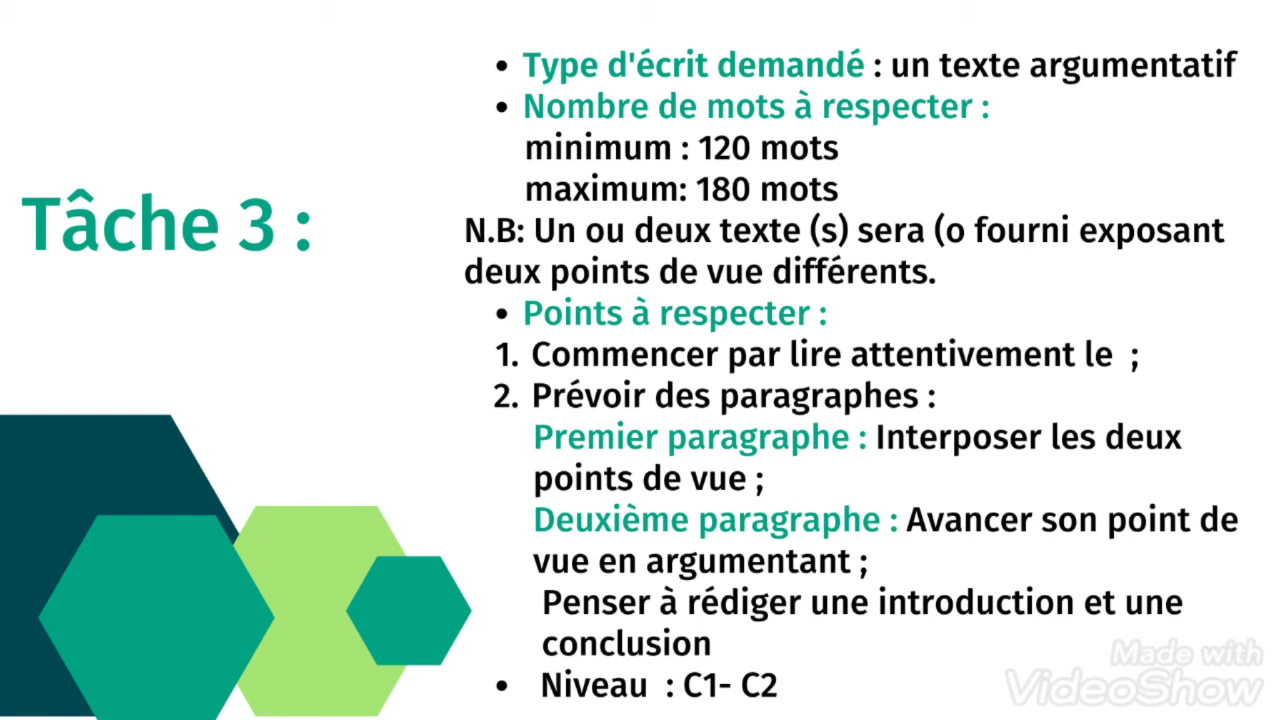 Tâche 3 :
• Type d'écrit demandé : un texte argumentatif
• Nombre de mots à respecter :
minimum : 120 mots
maximum: 180 mots
N.B: Un ou deux texte (s) sera (o fourni exposant
deux points de vue différents.
• Points à respecter :
1. Commencer par lire attentivement le ;
2. Prévoir des paragraphes :
Premier paragraphe : Interposer les deux
points de vue ;
Deuxième paragraphe : Avancer son point de
vue en argumentant ;
Penser à rédiger une introduction et une
conclusion
• Niveau : C1- C2
Made with
VideoShow